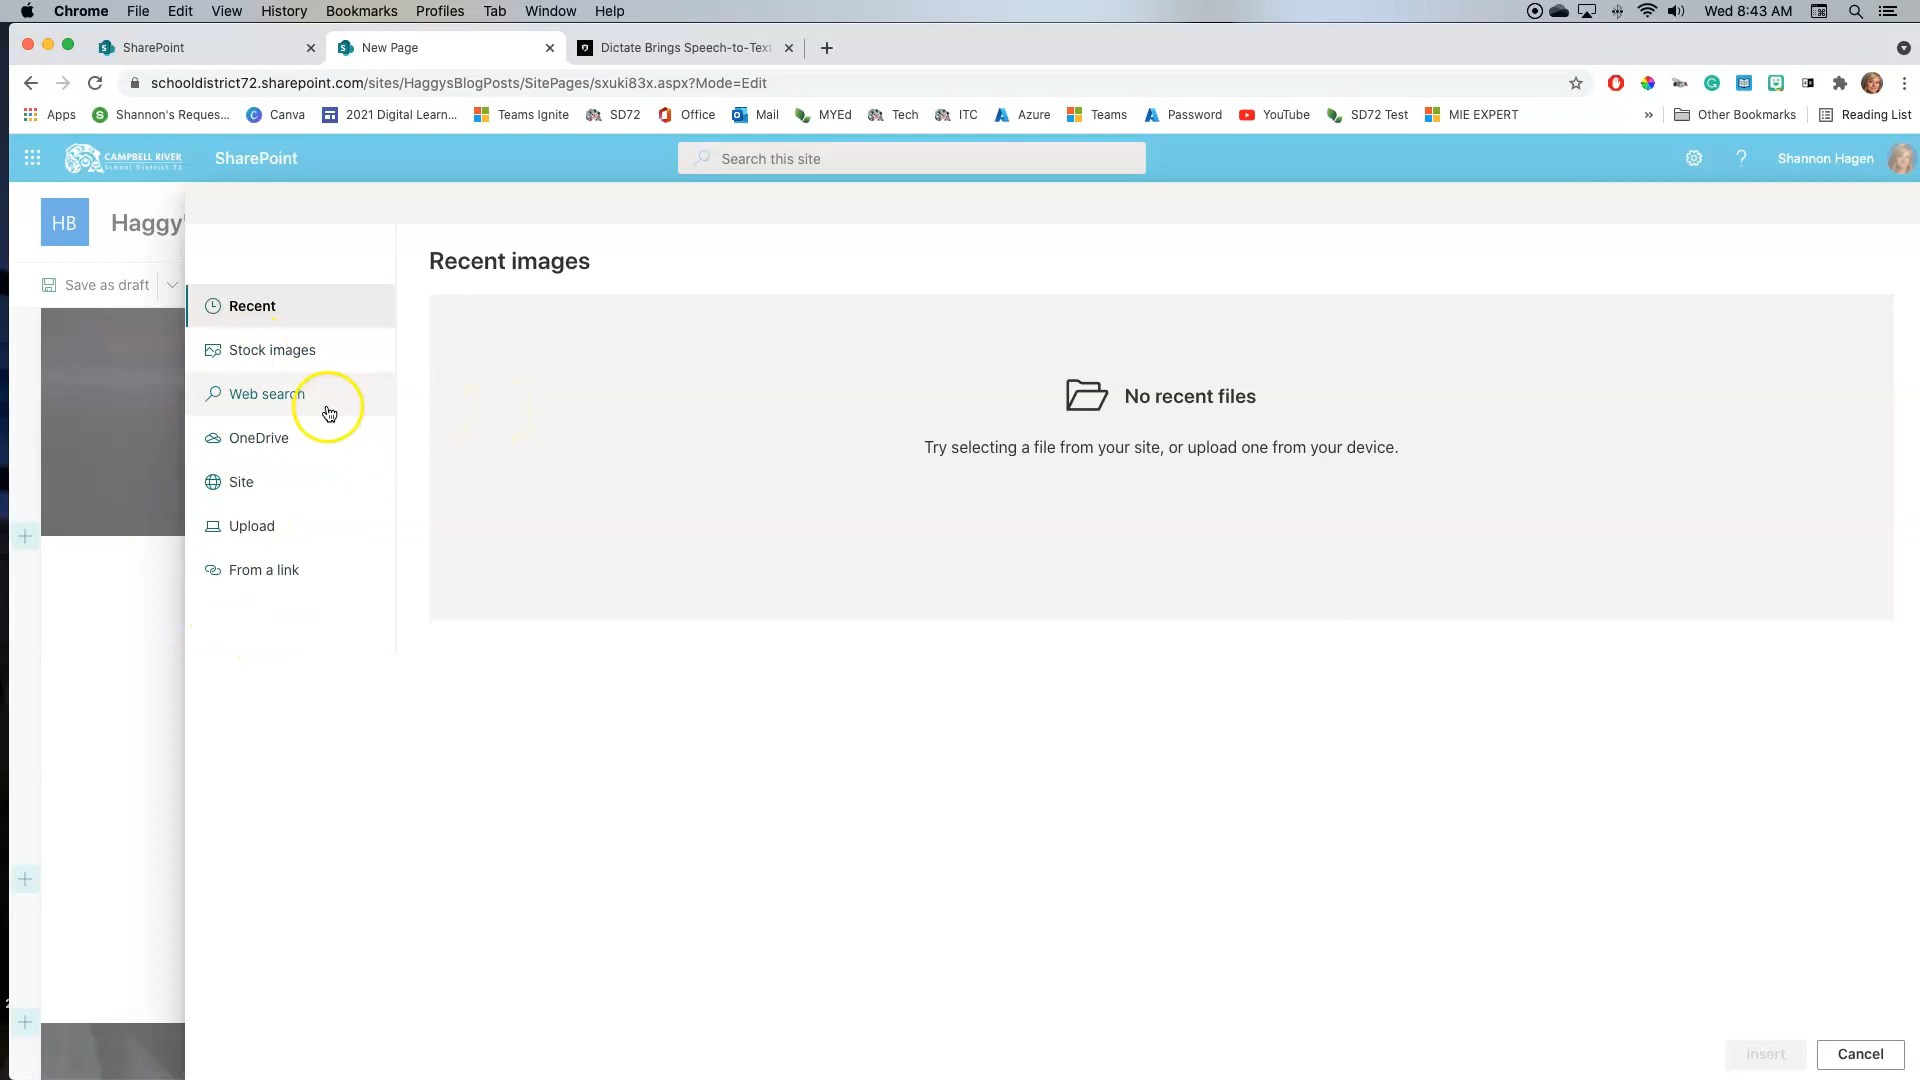 Chrome File Edit View History Bookmarks Profiles Tab Window Help Wed 8:43 AM
SharePoint New Page Dictate Brings Speech-to-Text
schooldistrict72.sharepoint.com/sites/HaggysBlogPosts/SitePages/sxuki83x.aspx?Mode=Edit
Apps Shannon's Reques... Canva 2021 Digital Learn... Teams Ignite SD72 Office Mail MYEd Tech ITC Azure Teams Password YouTube SD72 Test MIE EXPERT » Other Bookmarks Reading List
CAMPBELL RIVER
School District 72
SharePoint Search this site ? Shannon Hagen
HB Haggy'
Save as draft
Recent images
Recent
Stock images
Web search
OneDrive
Site
Upload
From a link
No recent files
Try selecting a file from your site, or upload one from your device.
Insert Cancel